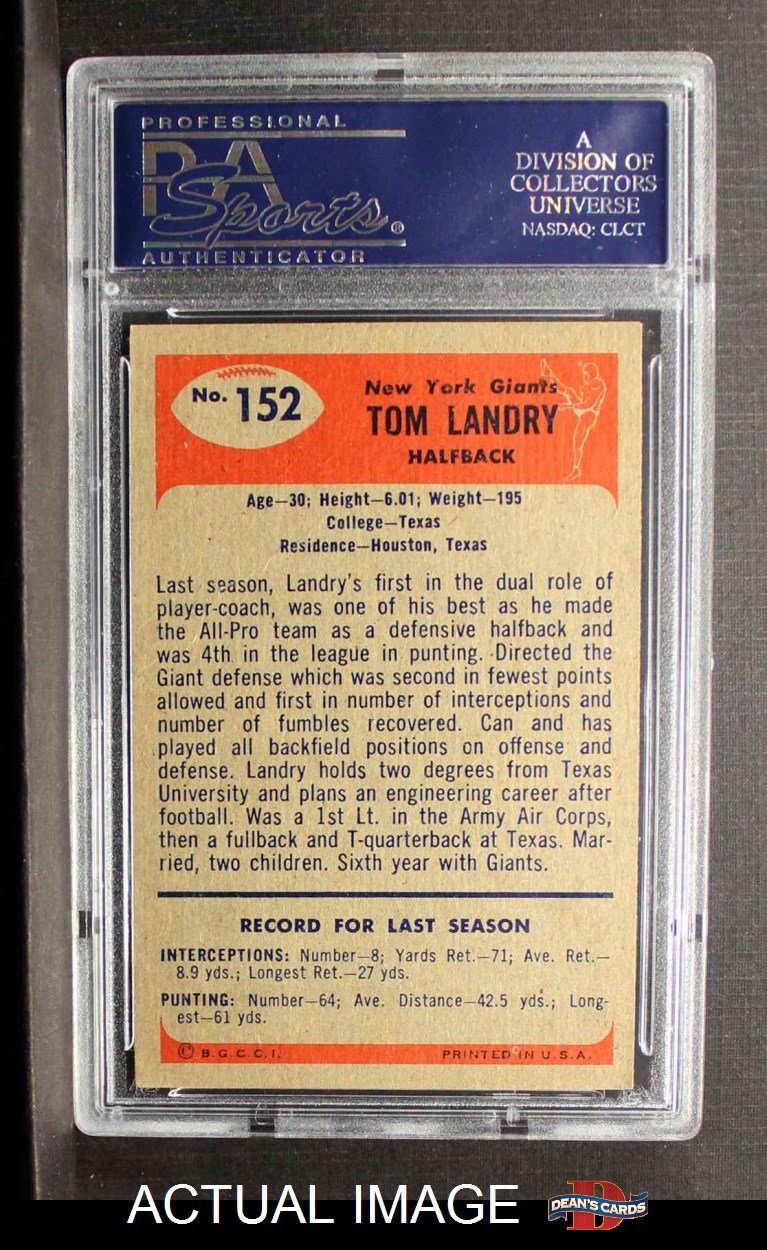 PROFESSIONAL
PSA
Sports®
AUTHENTICATOR
A
DIVISION OF
COLLECTORS
UNIVERSE
NASDAQ: CLCT
No. 152
New York Giants
TOM LANDRY
HALFBACK
Age—30; Height—6.01; Weight—195
College—Texas
Residence—Houston, Texas
Last season, Landry's first in the dual role of
player-coach, was one of his best as he made
the All-Pro team as a defensive halfback and
was 4th in the league in punting. Directed the
Giant defense which was second in fewest points
allowed and first in number of interceptions and
number of fumbles recovered. Can and has
played all backfield positions on offense and
defense. Landry holds two degrees from Texas
University and plans an engineering career after
football. Was a 1st Lt. in the Army Air Corps,
then a fullback and T-quarterback at Texas. Mar-
ried, two children. Sixth year with Giants.
RECORD FOR LAST SEASON
INTERCEPTIONS: Number—8; Yards Ret.—71; Ave. Ret.—
8.9 yds.; Longest Ret.—27 yds.
PUNTING: Number—64; Ave. Distance—42.5 yds.; Long-
est—61 yds.
© B.G.C.C.I.
PRINTED IN U.S.A.
ACTUAL IMAGE
DEAN'S CARDS